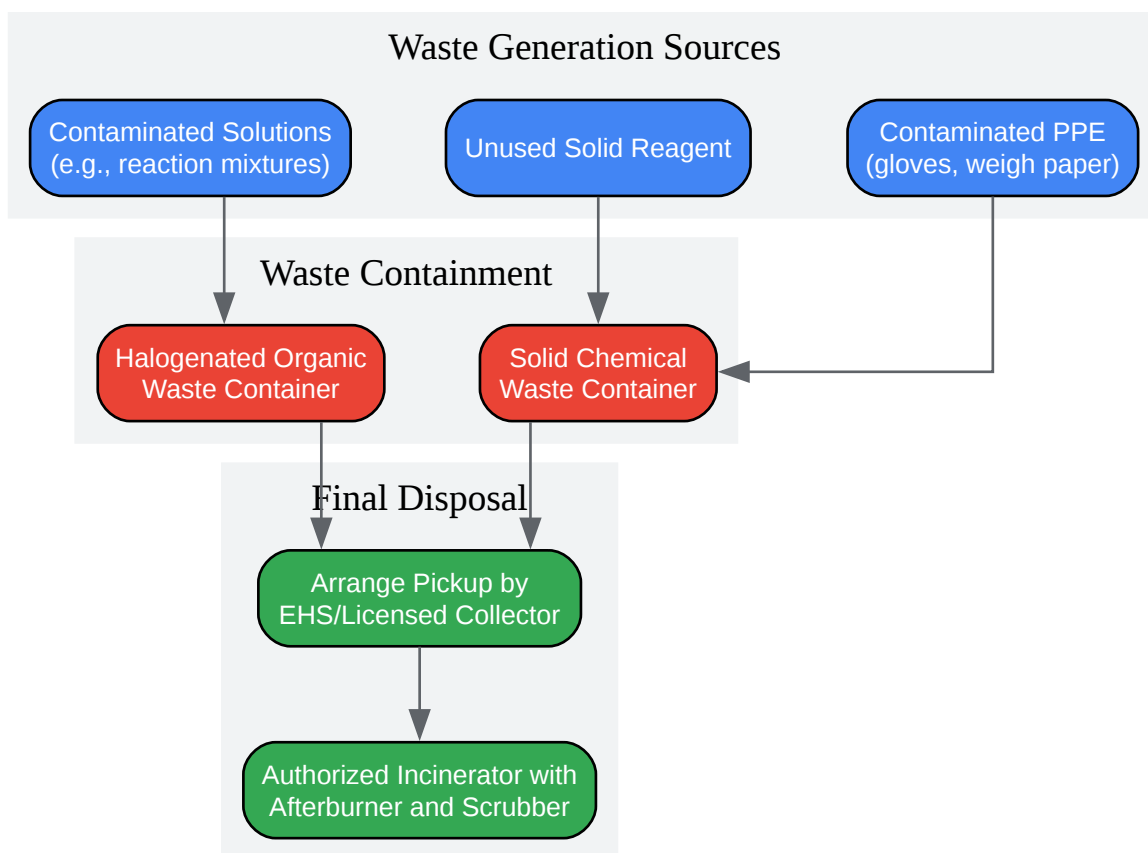 Waste Generation Sources
Contaminated Solutions
(e.g., reaction mixtures)
Unused Solid Reagent
Contaminated PPE
(gloves, weigh paper)
Waste Containment
Halogenated Organic
Waste Container
Solid Chemical
Waste Container
Final Disposal
Arrange Pickup by
EHS/Licensed Collector
Authorized Incinerator with
Afterburner and Scrubber